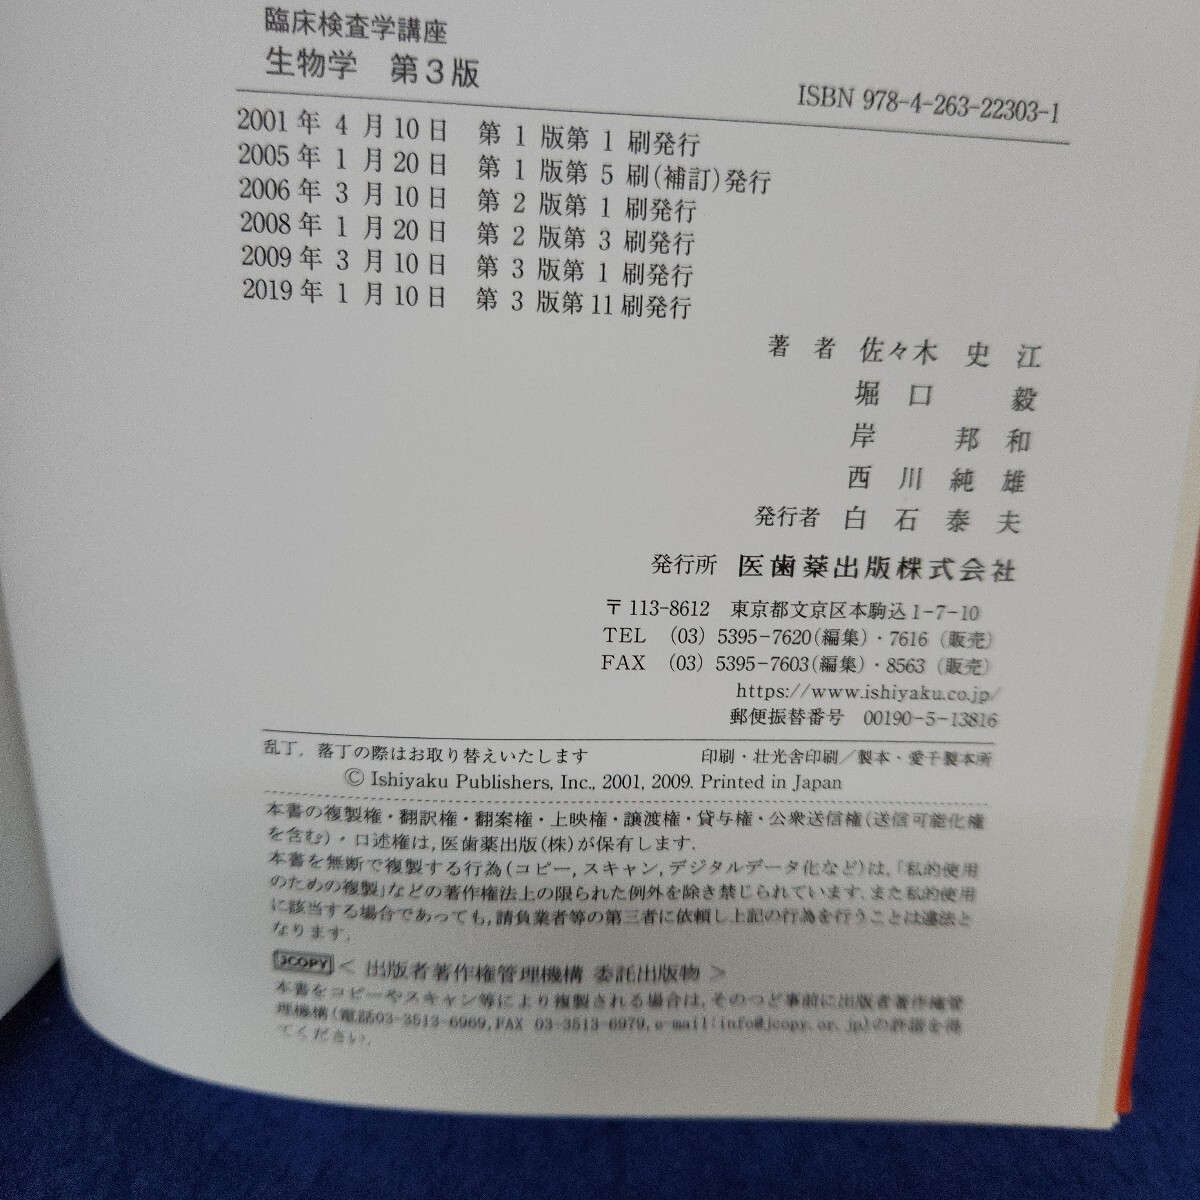 臨床検査学講座
生物学　第3版
ISBN 978-4-263-22303-1
2001年 4 月10日　第 1 版第 1 刷発行
2005年 1 月20日　第 1 版第 5 刷(補訂)発行
2006年 3 月10日　第 2 版第 1 刷発行
2008年 1 月20日　第 2 版第 3 刷発行
2009年 3 月10日　第 3 版第 1 刷発行
2019年 1 月10日　第 3 版第11刷発行
著 者 佐々木 史 江
堀 口 毅
岸 邦 和
西 川 純 雄
発行者 白 石 泰 夫
発行所 医歯薬出版株式会社
〒113-8612 東京都文京区本駒込1-7-10
TEL (03) 5395-7620(編集)・7616 (販売)
FAX (03) 5395-7603(編集)・8563 (販売)
https://www.ishiyaku.co.jp/
郵便振替番号 00190-5-13816
乱丁，落丁の際はお取り替えいたします　印刷・壮光舎印刷／製本・愛千製本所
© Ishiyaku Publishers, Inc., 2001, 2009. Printed in Japan
本書の複製権・翻訳権・翻案権・上映権・譲渡権・貸与権・公衆送信権(送信可能化権
を含む)・口述権は，医歯薬出版(株)が保有します．
本書を無断で複製する行為(コピー，スキャン，デジタルデータ化など)は，「私的使用
のための複製」などの著作権法上の限られた例外を除き禁じられています．また私的使用
に該当する場合であっても，請負業者等の第三者に依頼し上記の行為を行うことは違法と
なります．
JCOPY ＜ 出版者著作権管理機構 委託出版物 ＞
本書をコピーやスキャン等により複製される場合は，そのつど事前に出版者著作権管
理機構(電話03-3513-6969，FAX 03-3513-6979，e-mail:info@jcopy.or.jp)の許諾を得
てください．